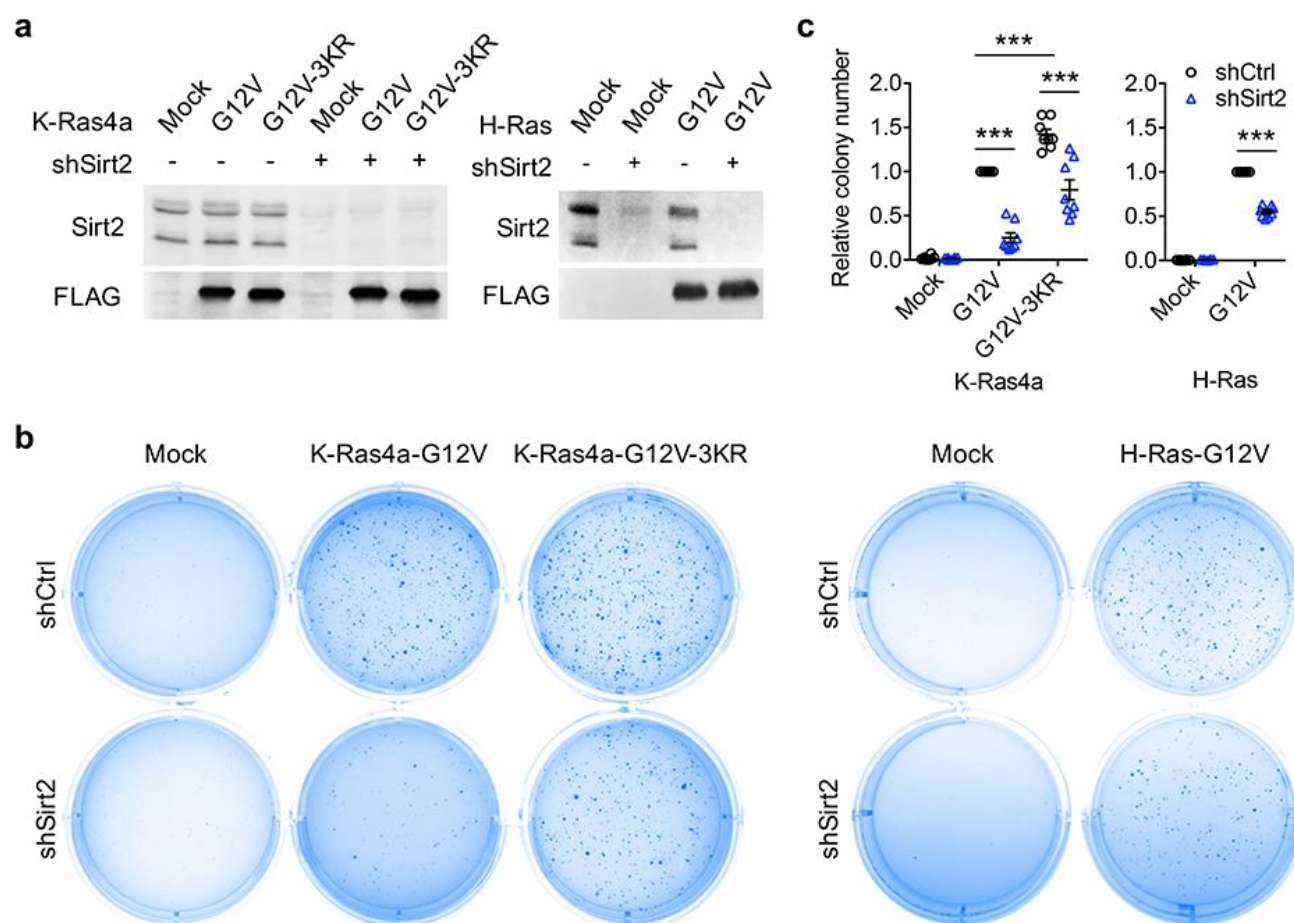 a
K-Ras4a Mock G12V G12V-3KR Mock G12V G12V-3KR
shSirt2 - - - + + +
Sirt2
FLAG
H-Ras Mock Mock G12V G12V
shSirt2 - + - +
Sirt2
FLAG
c
Relative colony number
2.0
1.5
1.0
0.5
0.0
***
***
***
Mock G12V G12V-3KR
K-Ras4a
2.0
1.5
1.0
0.5
0.0
shCtrl
shSirt2
***
Mock G12V
H-Ras
b
Mock K-Ras4a-G12V K-Ras4a-G12V-3KR Mock H-Ras-G12V
shCtrl shCtrl
shSirt2 shSirt2